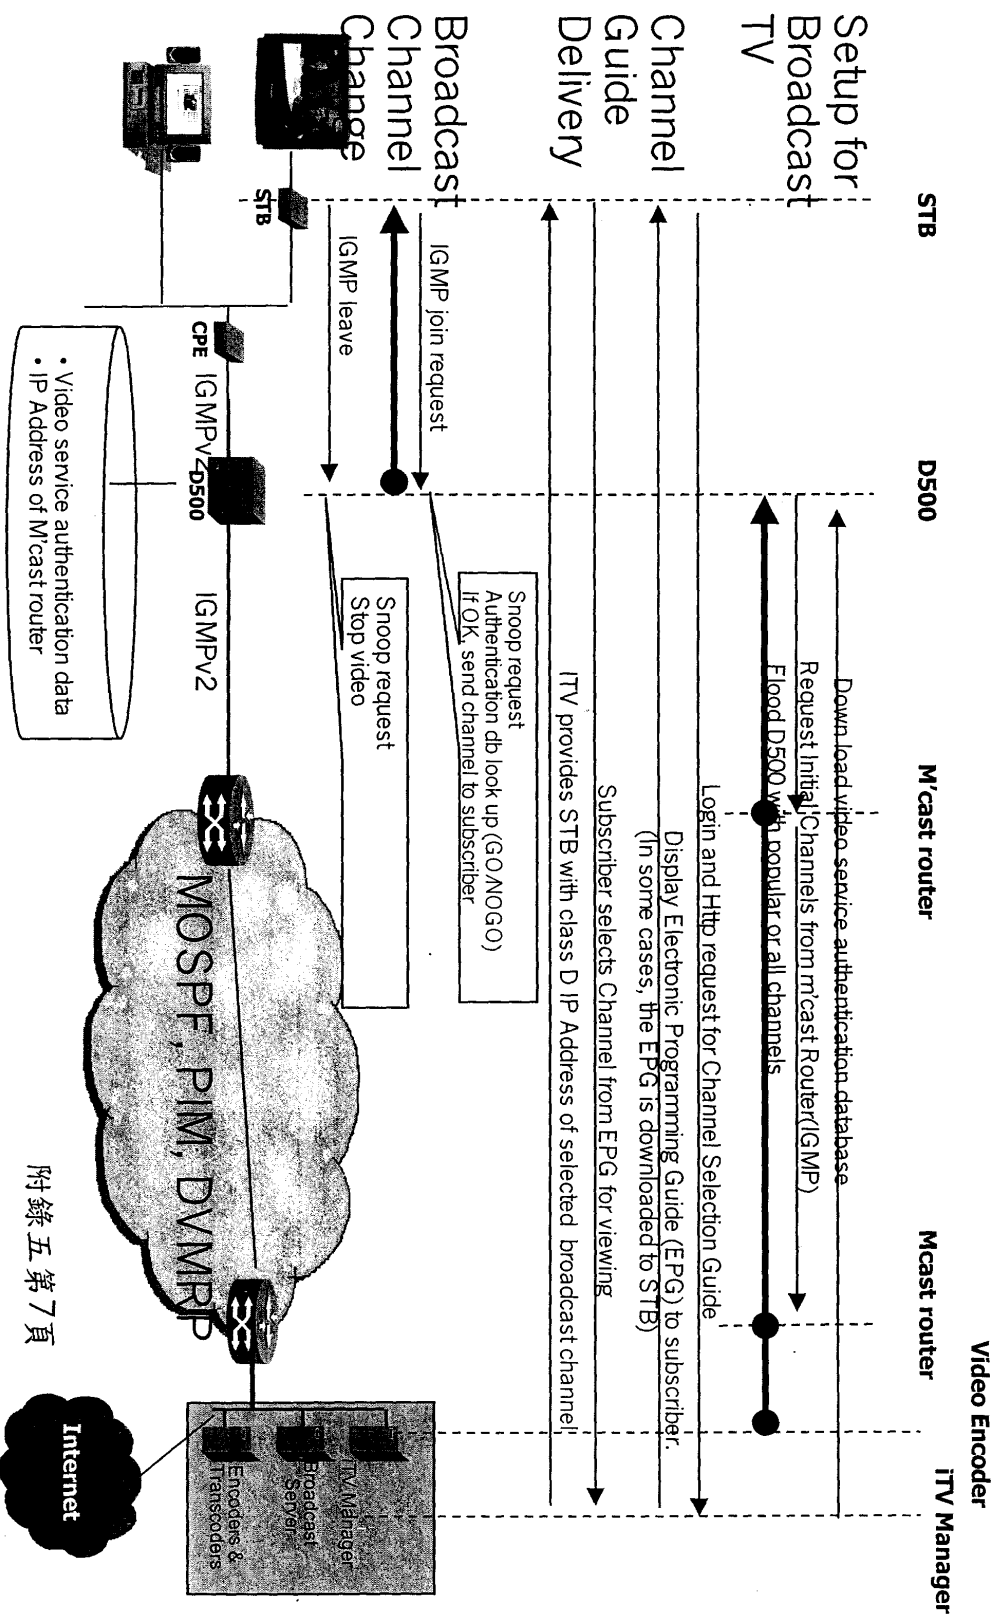 Video Encoder
STB
D500
M'cast router
Mcast router
iTV Manager
Setup for
Broadcast
TV
Down load video service authentication database
Request Initial Channels from m'cast Router(IGMP)
Flood D500 with popular or all channels
Channel
Guide
Delivery
Login and Http request for Channel Selection Guide
Display Electronic Programming Guide (EPG) to subscriber.
(In some cases, the EPG is downloaded to STB)
Subscriber selects Channel from EPG for viewing
ITV provides STB with class D IP Address of selected broadcast channel
Broadcast
Channel
Change
IGMP join request
Snoop request
Authentication db look up (GO/NOGO)
If OK, send channel to subscriber
IGMP leave
Snoop request
Stop video
STB
CPE
IGMPv2
D500
IGMPv2
MOSPF, PIM, DVMRP
iTV Manager
Broadcast
Server
Encoders &
Transcoders
Internet
• Video service authentication data
• IP Address of M'cast router
附錄五第7頁